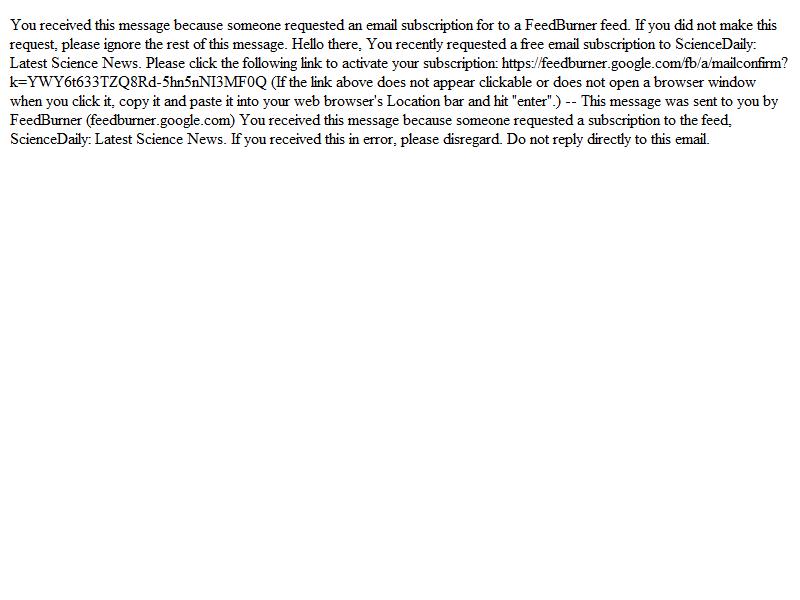 You received this message because someone requested an email subscription for to a FeedBurner feed. If you did not make this
request, please ignore the rest of this message. Hello there, You recently requested a free email subscription to ScienceDaily:
Latest Science News. Please click the following link to activate your subscription: https://feedburner.google.com/fb/a/mailconfirm?
k=YWY6t633TZQ8Rd-5hn5nNI3MF0Q (If the link above does not appear clickable or does not open a browser window
when you click it, copy it and paste it into your web browser's Location bar and hit "enter".) -- This message was sent to you by
FeedBurner (feedburner.google.com) You received this message because someone requested a subscription to the feed,
ScienceDaily: Latest Science News. If you received this in error, please disregard. Do not reply directly to this email.